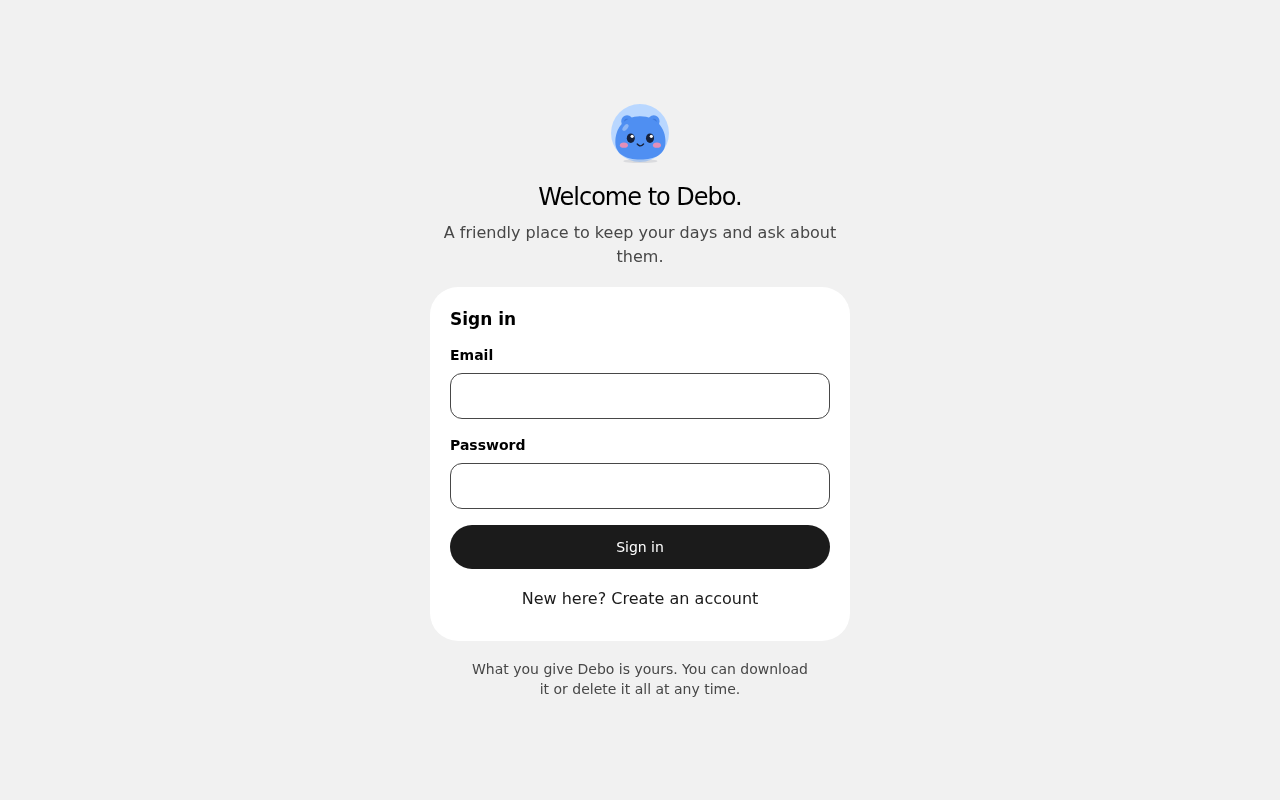 Welcome to Debo.
A friendly place to keep your days and ask about
them.
Sign in
Email
Password
Sign in
New here? Create an account
What you give Debo is yours. You can download
it or delete it all at any time.